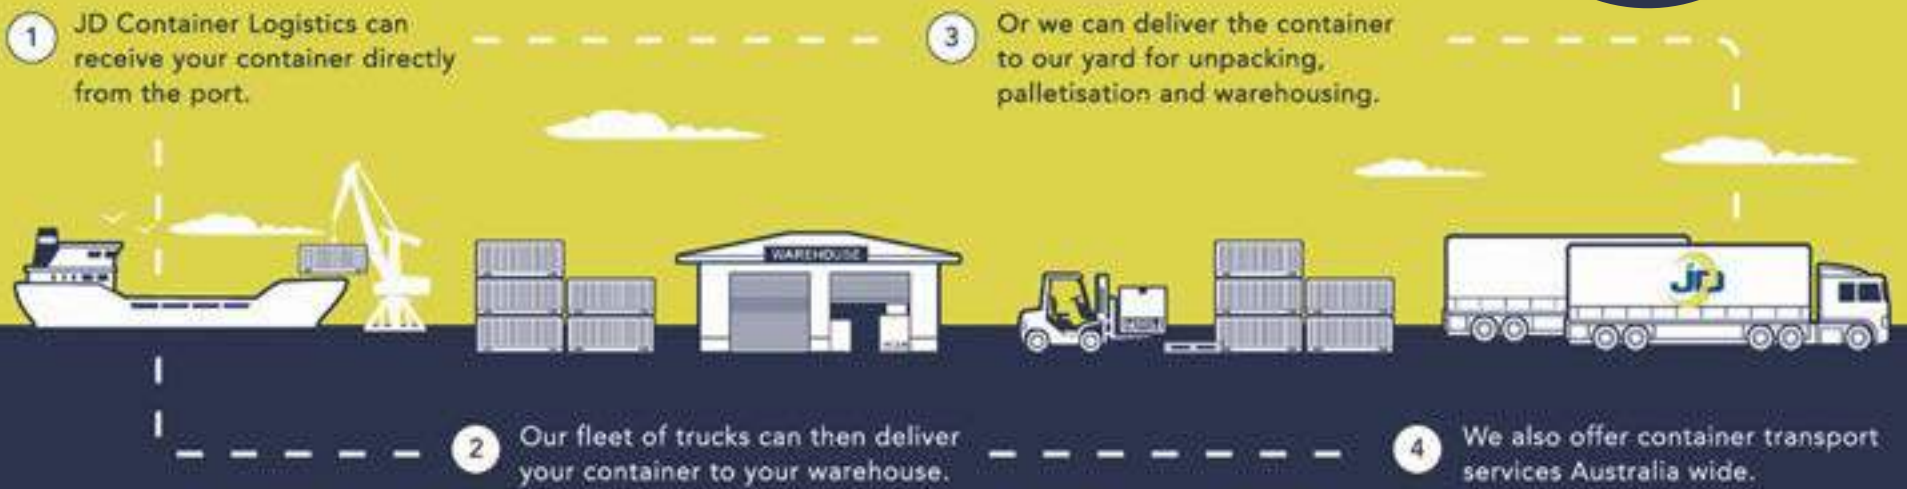 1
JD Container Logistics can
receive your container directly
from the port.
2
Our fleet of trucks can then deliver
your container to your warehouse.
3
Or we can deliver the container
to our yard for unpacking,
palletisation and warehousing.
4
We also offer container transport
services Australia wide.
WAREHOUSE